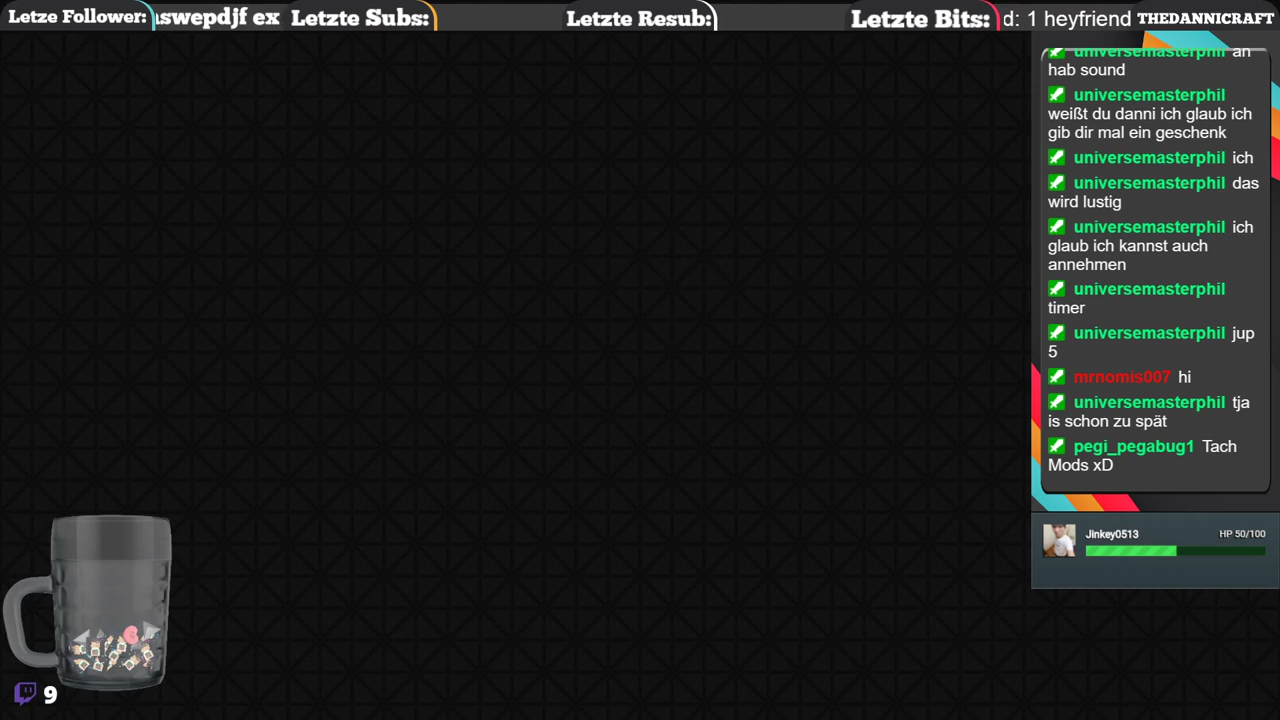 Letze Follower: aswepdjf ex Letzte Subs: Letzte Resub: Letzte Bits: d: 1 heyfriend THEDANNICRAFT
universemasterphil an
hab sound
universemasterphil
weißt du danni ich glaub ich
gib dir mal ein geschenk
universemasterphil ich
universemasterphil das
wird lustig
universemasterphil ich
glaub ich kannst auch
annehmen
universemasterphil
timer
universemasterphil jup
5
mrnomis007 hi
universemasterphil tja
is schon zu spät
pegi_pegabug1 Tach
Mods xD
Jinkey0513 HP 50/100
9